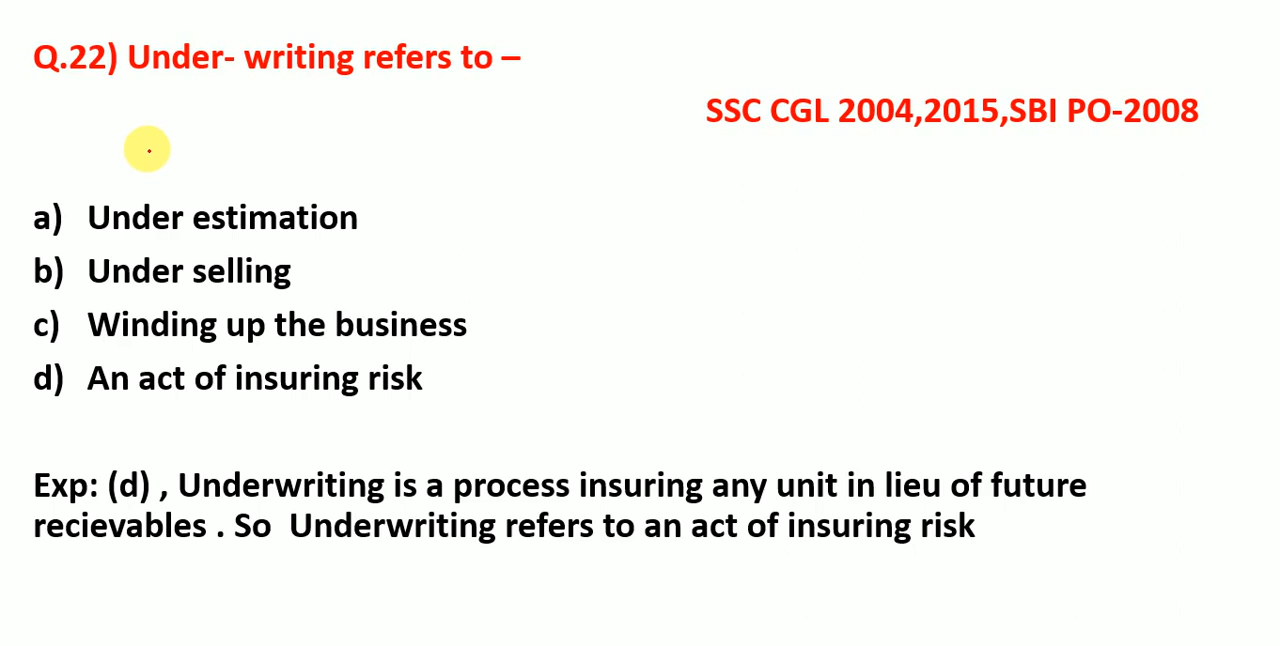 Q.22) Under- writing refers to –
SSC CGL 2004,2015,SBI PO-2008
a) Under estimation
b) Under selling
c) Winding up the business
d) An act of insuring risk
Exp: (d) , Underwriting is a process insuring any unit in lieu of future
recievables . So Underwriting refers to an act of insuring risk